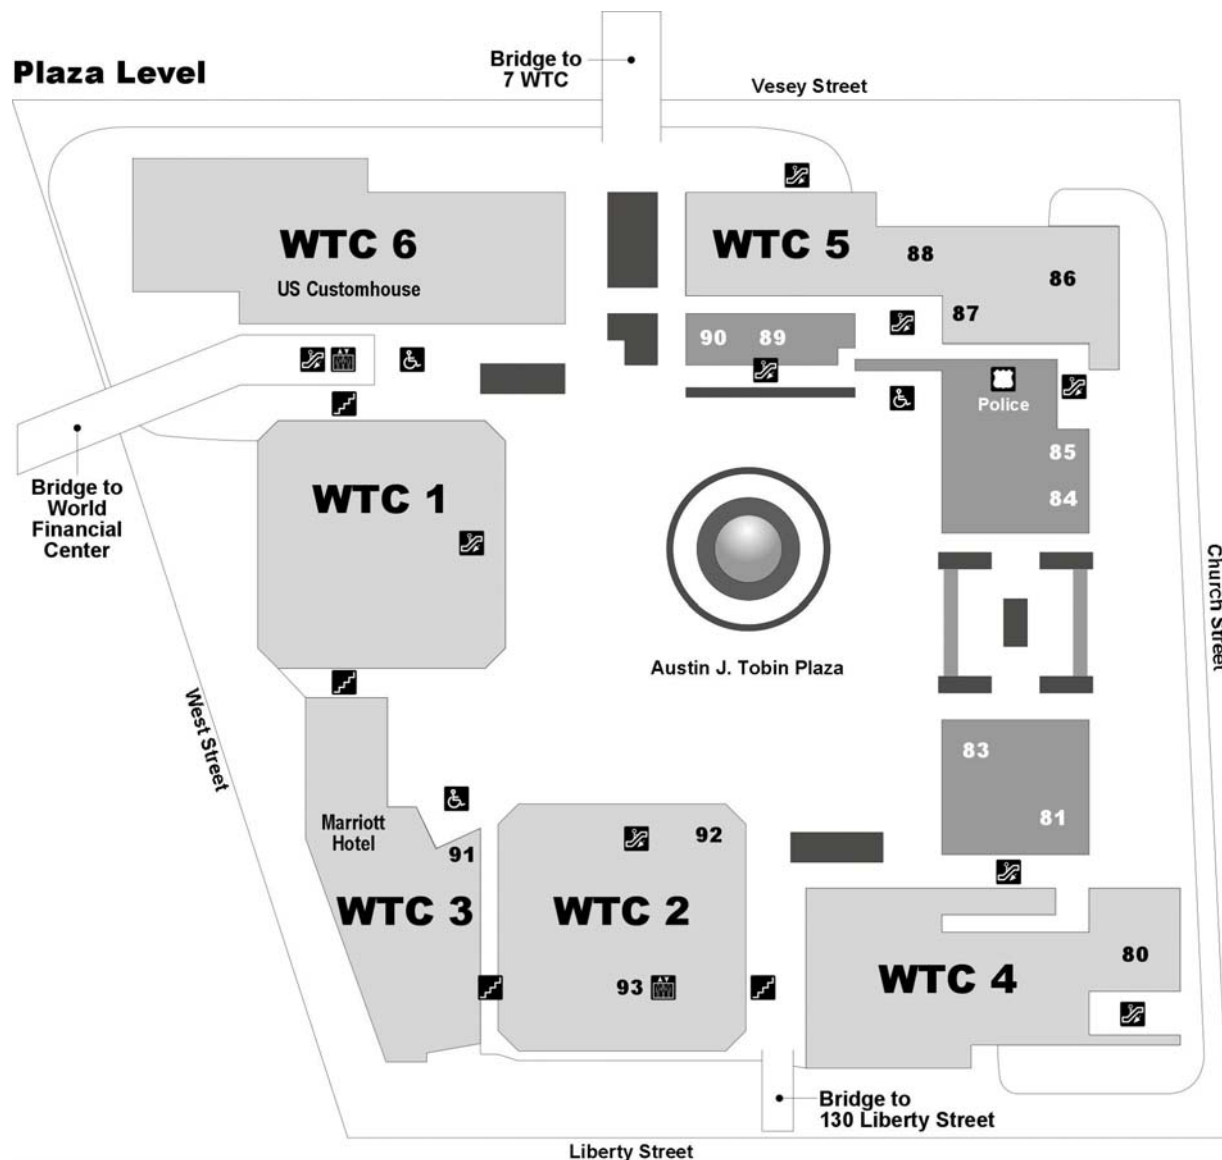 Plaza Level
Bridge to
7 WTC
Vesey Street
WTC 6
US Customhouse
WTC 5
88
86
87
90
89
Police
85
84
Bridge to
World
Financial
Center
WTC 1
Church Street
Austin J. Tobin Plaza
West Street
83
81
Marriott
Hotel
91
92
WTC 3
WTC 2
93
WTC 4
80
Bridge to
130 Liberty Street
Liberty Street